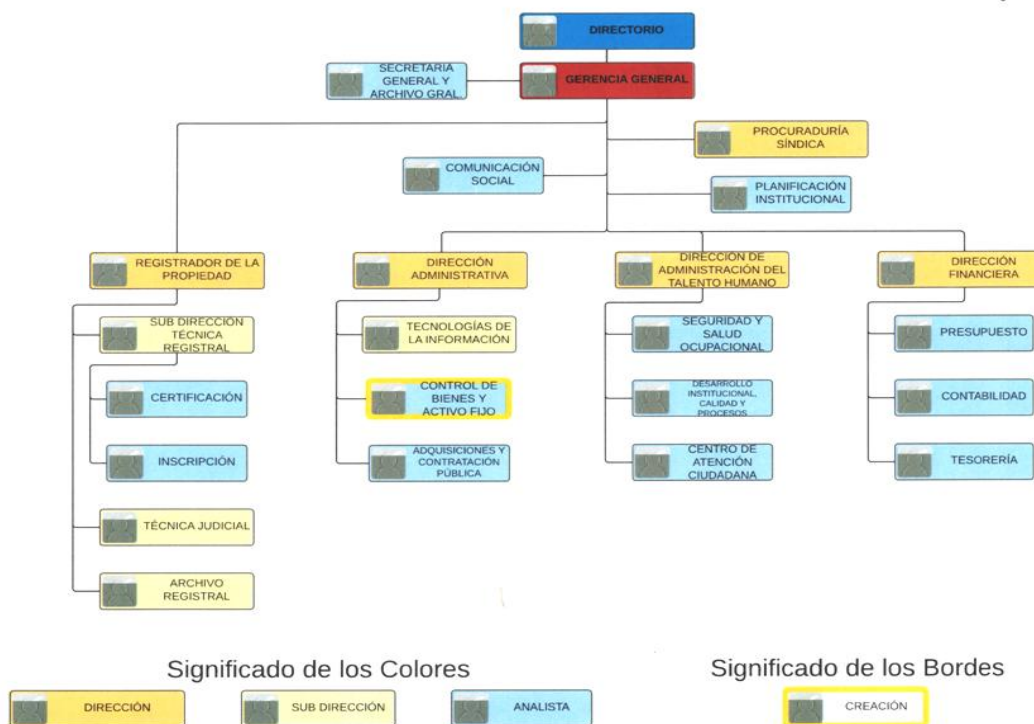 DIRECTORIO
SECRETARIA
GENERAL Y
ARCHIVO GRAL.
GERENCIA GENERAL
PROCURADURÍA
SÍNDICA
COMUNICACIÓN
SOCIAL
PLANIFICACIÓN
INSTITUCIONAL
REGISTRADOR DE LA
PROPIEDAD
DIRECCIÓN
ADMINISTRATIVA
DIRECCIÓN DE
ADMINISTRACIÓN DEL
TALENTO HUMANO
DIRECCIÓN
FINANCIERA
SUB DIRECCIÓN
TÉCNICA
REGISTRAL
CERTIFICACIÓN
INSCRIPCIÓN
TÉCNICA JUDICIAL
ARCHIVO
REGISTRAL
TECNOLOGÍAS DE
LA INFORMACIÓN
CONTROL DE
BIENES Y
ACTIVO FIJO
ADQUISICIONES Y
CONTRATACIÓN
PÚBLICA
SEGURIDAD Y
SALUD
OCUPACIONAL
DESARROLLO
INSTITUCIONAL,
CALIDAD Y
PROCESOS
CENTRO DE
ATENCIÓN
CIUDADANA
PRESUPUESTO
CONTABILIDAD
TESORERÍA
Significado de los Colores
DIRECCIÓN
SUB DIRECCIÓN
ANALISTA
Significado de los Bordes
CREACIÓN